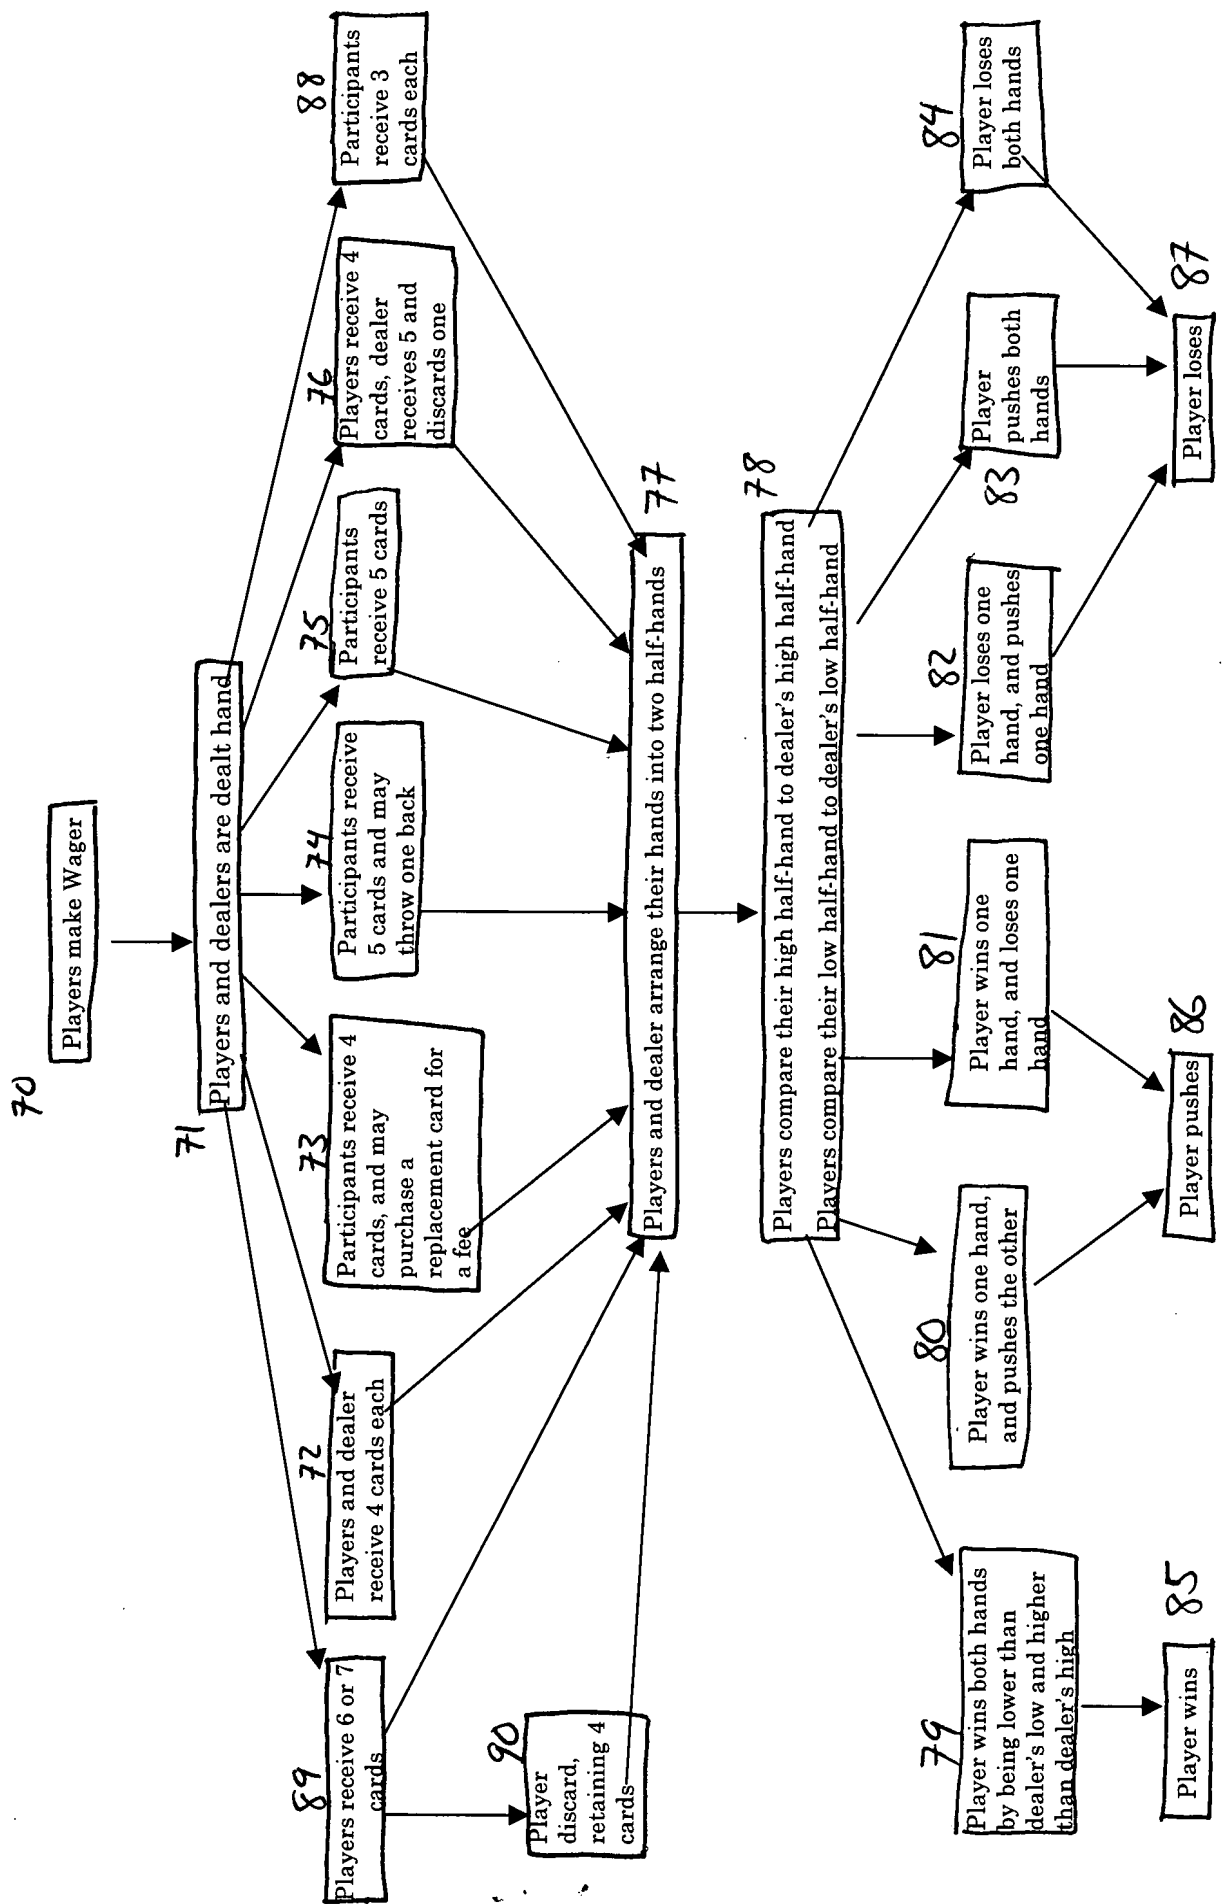 70
Players make Wager
71
Players and dealers are dealt hand
89
Players receive 6 or 7
cards
72
Players and dealer
receive 4 cards each
73
Participants receive 4
cards, and may
purchase a
replacement card for
a fee
74
Participants receive
5 cards and may
throw one back
75
Participants
receive 5 cards
76
Players receive 4
cards, dealer
receives 5 and
discards one
88
Participants
receive 3
cards each
90
Player
discard,
retaining 4
cards
77
Players and dealer arrange their hands into two half-hands
78
Players compare their high half-hand to dealer's high half-hand
Players compare their low half-hand to dealer's low half-hand
79
Player wins both hands
by being lower than
dealer's low and higher
than dealer's high
80
Player wins one hand,
and pushes the other
81
Player wins one
hand, and loses one
hand
82
Player loses one
hand, and pushes
one hand
83
Player
pushes both
hands
84
Player loses
both hands
85
Player wins
86
Player pushes
87
Player loses